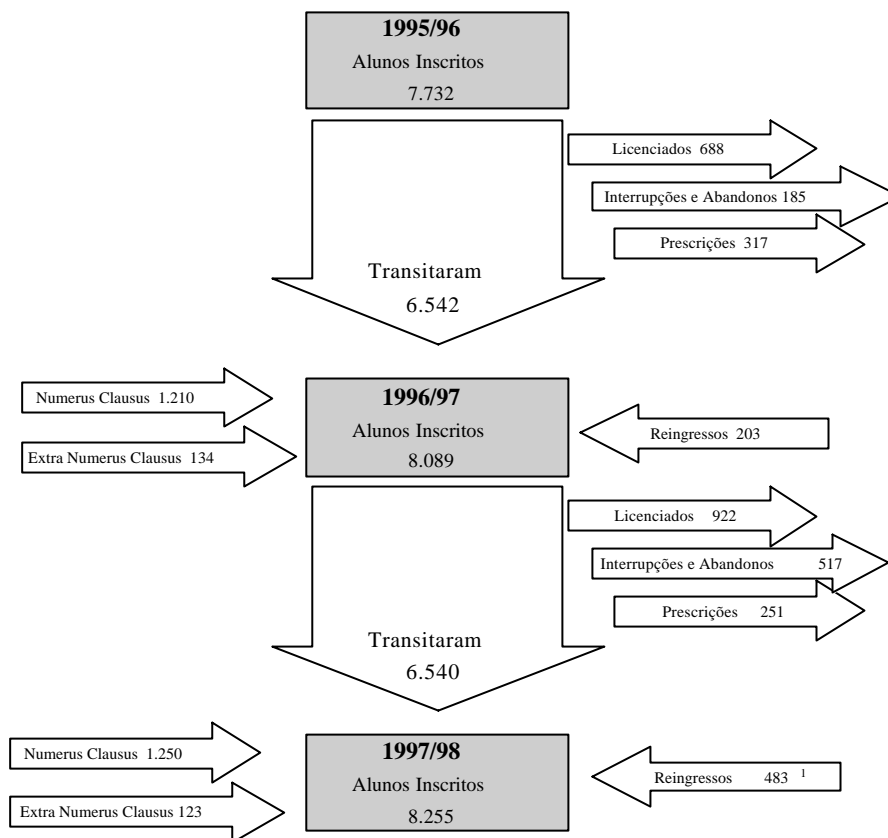 1995/96
Alunos Inscritos
7.732
Licenciados 688
Interrupções e Abandonos 185
Prescrições 317
Transitaram
6.542
Numerus Clausus 1.210
Extra Numerus Clausus 134
1996/97
Alunos Inscritos
8.089
Reingressos 203
Licenciados 922
Interrupções e Abandonos 517
Prescrições 251
Transitaram
6.540
Numerus Clausus 1.250
Extra Numerus Clausus 123
1997/98
Alunos Inscritos
8.255
Reingressos 483 1